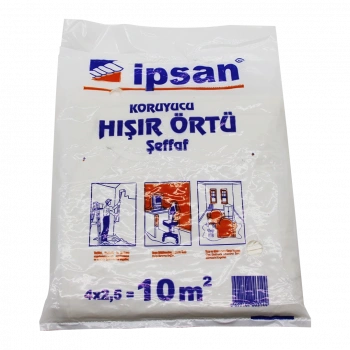 ipsan®
KORUYUCU
HIŞIR ÖRTÜ
Şeffaf
4x2,5 = 10 m²